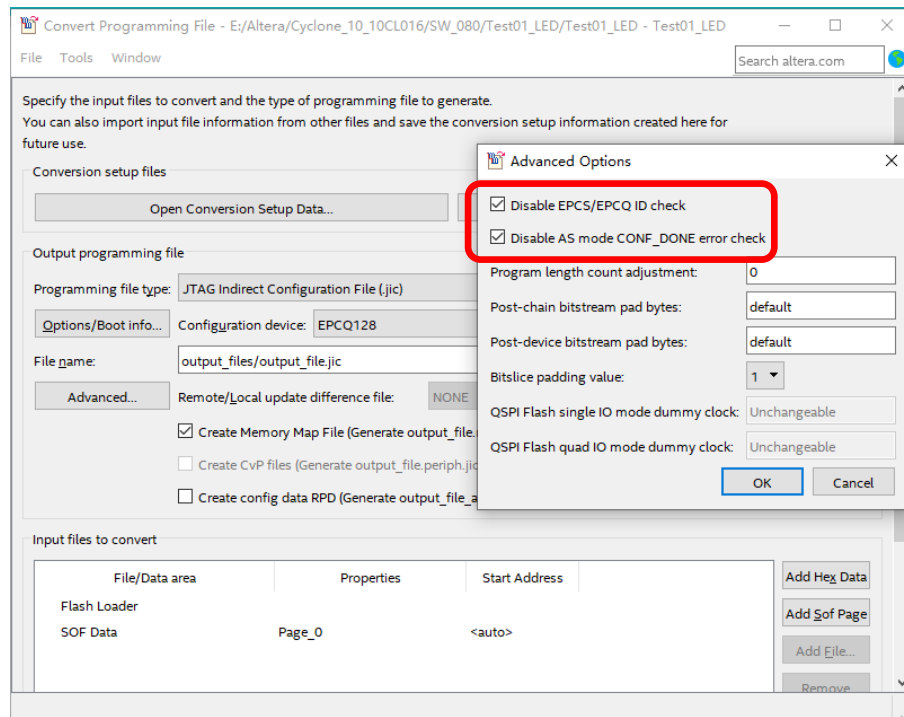 Convert Programming File - E:/Altera/Cyclone_10_10CL016/SW_080/Test01_LED/Test01_LED - Test01_LED
File Tools Window
Search altera.com
Specify the input files to convert and the type of programming file to generate.
You can also import input file information from other files and save the conversion setup information created here for
future use.
Conversion setup files
Open Conversion Setup Data...
Output programming file
Programming file type: JTAG Indirect Configuration File (.jic)
Options/Boot info... Configuration device: EPCQ128
File name: output_files/output_file.jic
Advanced... Remote/Local update difference file: NONE
Create Memory Map File (Generate output_file.
Create CvP files (Generate output_file.periph.jic
Create config data RPD (Generate output_file_a
Advanced Options
Disable EPCS/EPCQ ID check
Disable AS mode CONF_DONE error check
Program length count adjustment: 0
Post-chain bitstream pad bytes: default
Post-device bitstream pad bytes: default
Bitslice padding value: 1
QSPI Flash single IO mode dummy clock: Unchangeable
QSPI Flash quad IO mode dummy clock: Unchangeable
OK Cancel
Input files to convert
File/Data area Properties Start Address
Flash Loader
SOF Data Page_0 <auto>
Add Hex Data
Add Sof Page
Add File...
Remove